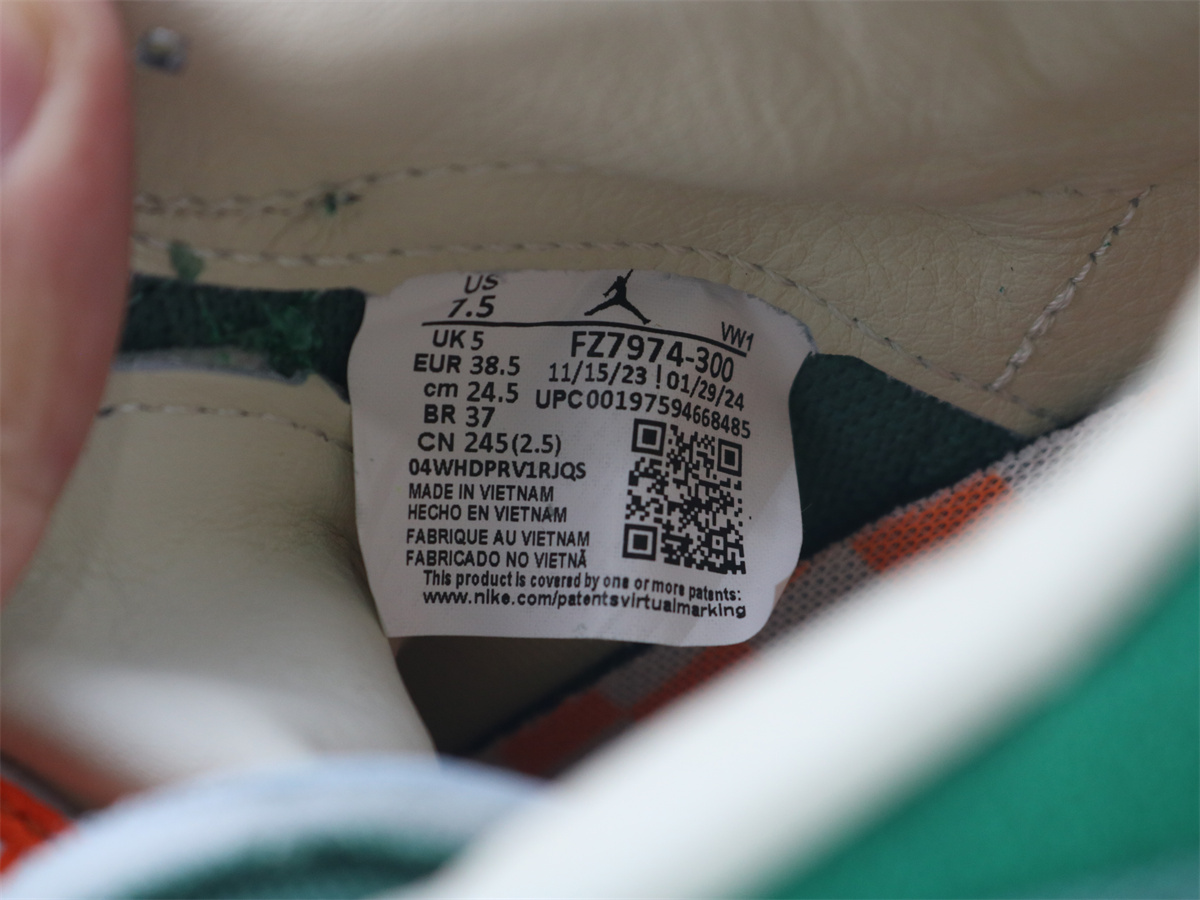 US
7.5
VW1
UK 5
FZ7974-300
EUR 38.5
11/15/23 | 01/29/24
cm 24.5
UPC00197594668485
BR 37
CN 245(2.5)
04WHDPRV1RJQS
MADE IN VIETNAM
HECHO EN VIETNAM
FABRIQUE AU VIETNAM
FABRICADO NO VIETNÃ
This product is covered by one or more patents:
www.nike.com/patentsvirtualmarking